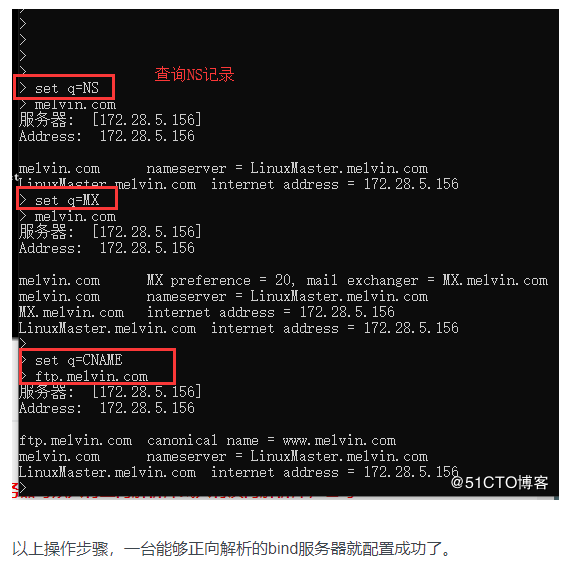 >
>
>
>
> set q=NS
查询NS记录
> melvin.com
服务器:  [172.28.5.156]
Address:  172.28.5.156
melvin.com      nameserver = LinuxMaster.melvin.com
LinuxMaster.melvin.com  internet address = 172.28.5.156
> set q=MX
> melvin.com
服务器:  [172.28.5.156]
Address:  172.28.5.156
melvin.com      MX preference = 20, mail exchanger = MX.melvin.com
melvin.com      nameserver = LinuxMaster.melvin.com
MX.melvin.com   internet address = 172.28.5.156
LinuxMaster.melvin.com  internet address = 172.28.5.156
>
> set q=CNAME
> ftp.melvin.com
服务器:  [172.28.5.156]
Address:  172.28.5.156
ftp.melvin.com  canonical name = www.melvin.com
melvin.com      nameserver = LinuxMaster.melvin.com
LinuxMaster.melvin.com  internet address = 172.28.5.156
>
@51CTO博客
以上操作步骤，一台能够正向解析的bind服务器就配置成功了。